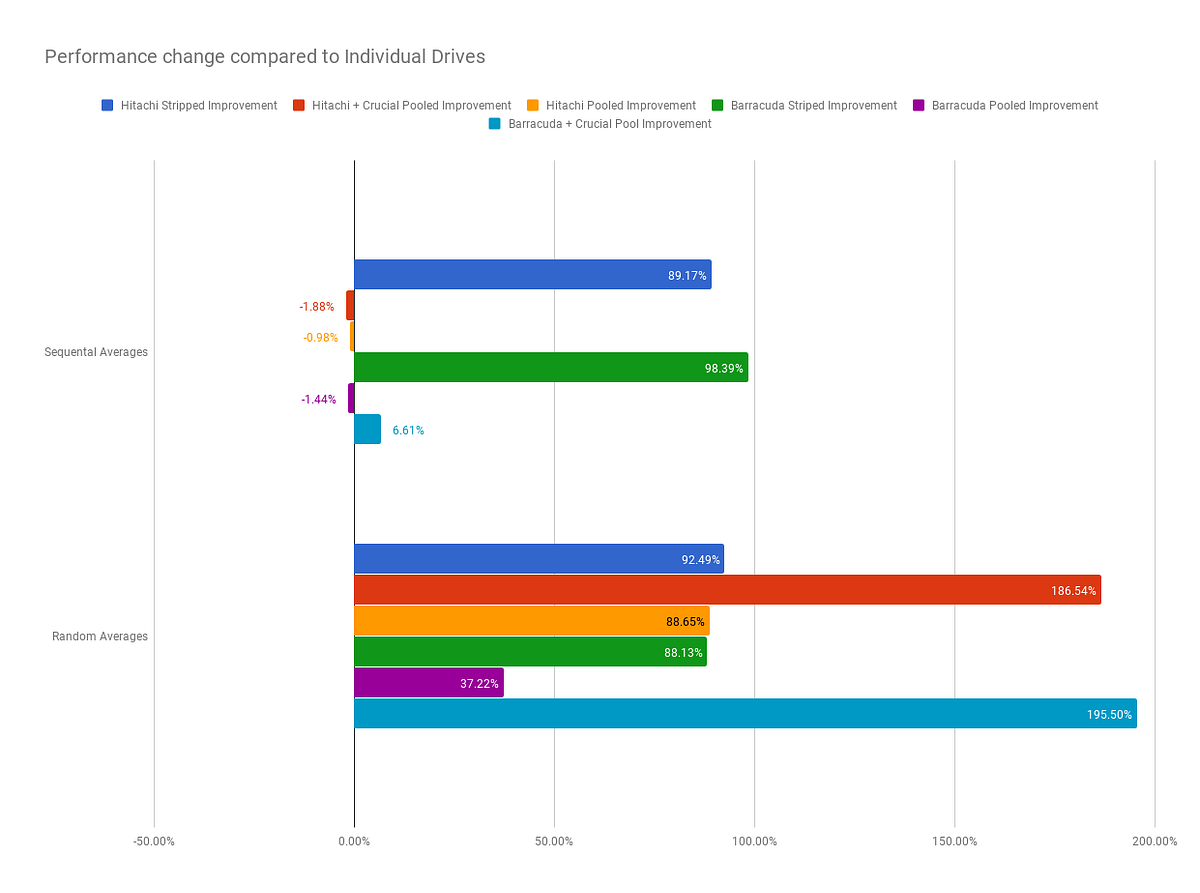 Performance change compared to Individual Drives
Hitachi Stripped Improvement Hitachi + Crucial Pooled Improvement Hitachi Pooled Improvement Barracuda Striped Improvement Barracuda Pooled Improvement
Barracuda + Crucial Pool Improvement
89.17%
-1.88%
-0.98%
Sequental Averages
98.39%
-1.44%
6.61%
92.49%
186.54%
88.65%
Random Averages
88.13%
37.22%
195.50%
-50.00% 0.00% 50.00% 100.00% 150.00% 200.00%